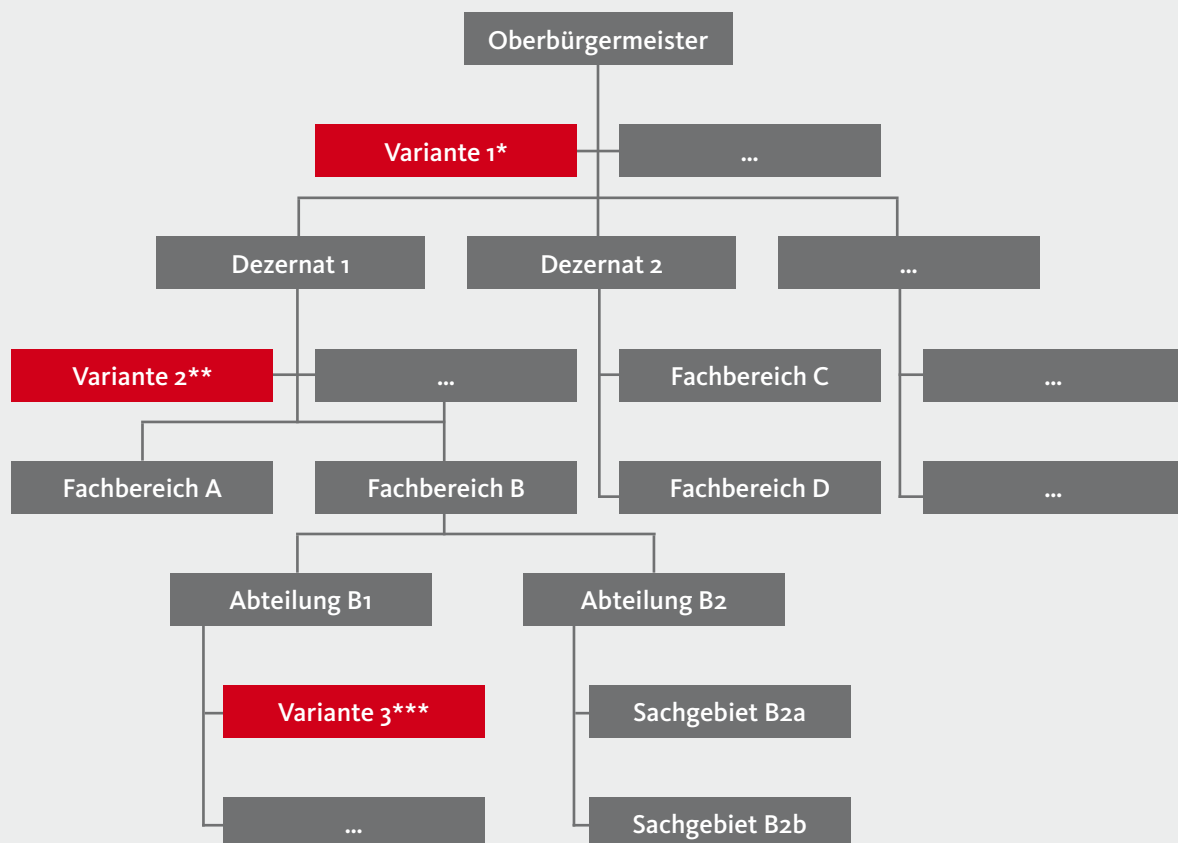 Oberbürgermeister
Variante 1*
...
Dezernat 1
Dezernat 2
...
Variante 2**
...
Fachbereich C
...
Fachbereich A
Fachbereich B
Fachbereich D
...
Abteilung B1
Abteilung B2
Variante 3***
Sachgebiet B2a
...
Sachgebiet B2b